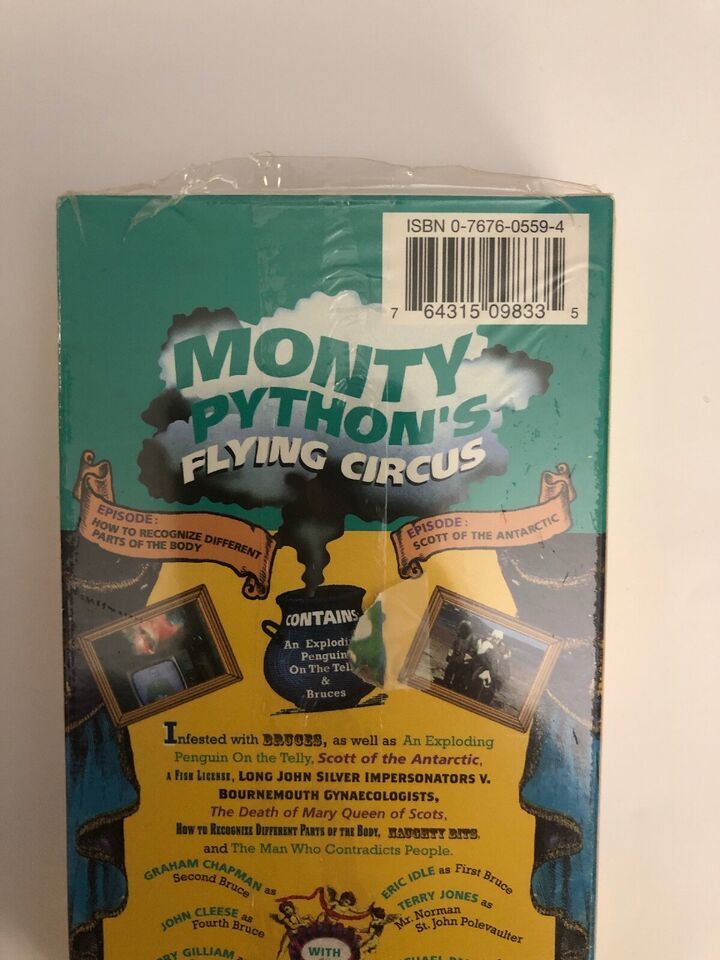 ISBN 0-7676-0559-4
7 64315 09833 5
MONTY
PYTHON'S
FLYING CIRCUS
EPISODE:
HOW TO RECOGNIZE DIFFERENT
PARTS OF THE BODY
EPISODE:
SCOTT OF THE ANTARCTIC
CONTAINS
An Explodi
Penguin
On The Tel
&
Bruces
Infested with BRUCES, as well as An Exploding
Penguin On the Telly, Scott of the Antarctic,
A FISH LICENSE, LONG JOHN SILVER IMPERSONATORS V.
BOURNEMOUTH GYNAECOLOGISTS,
The Death of Mary Queen of Scots,
HOW TO RECOGNISE DIFFERENT PARTS OF THE BODY, NAUGHTY BITS,
and The Man Who Contradicts People.
GRAHAM CHAPMAN as
Second Bruce
JOHN CLEESE as
Fourth Bruce
RY GILLIAM
ERIC IDLE as First Bruce
TERRY JONES as
Mr. Norman
St. John Polevaulter
WITH